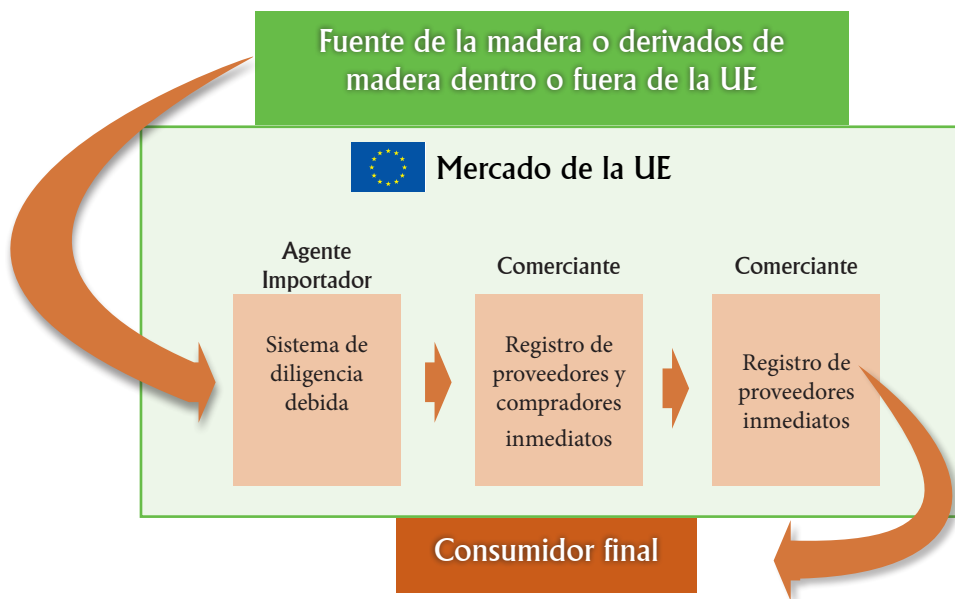 Fuente de la madera o derivados de
madera dentro o fuera de la UE
Mercado de la UE
Agente
Importador
Sistema de
diligencia
debida
Comerciante
Registro de
proveedores y
compradores
inmediatos
Comerciante
Registro de
proveedores
inmediatos
Consumidor final